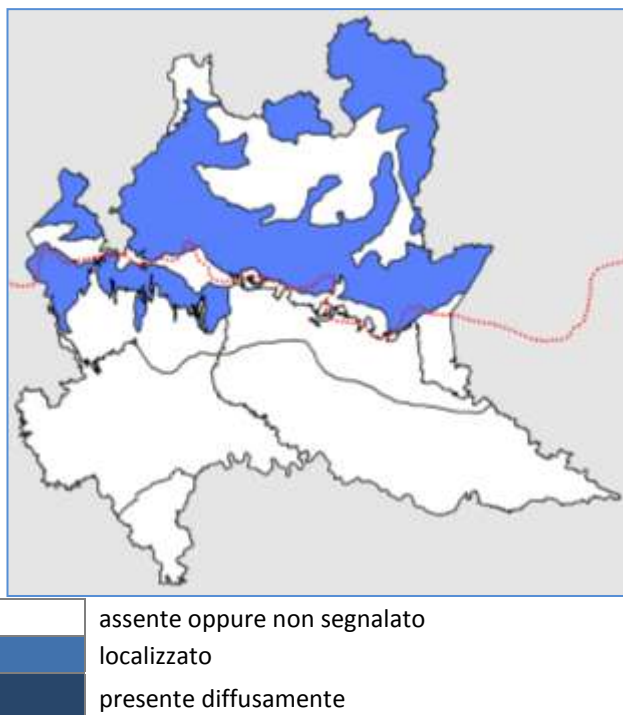 assente oppure non segnalato
localizzato
presente diffusamente